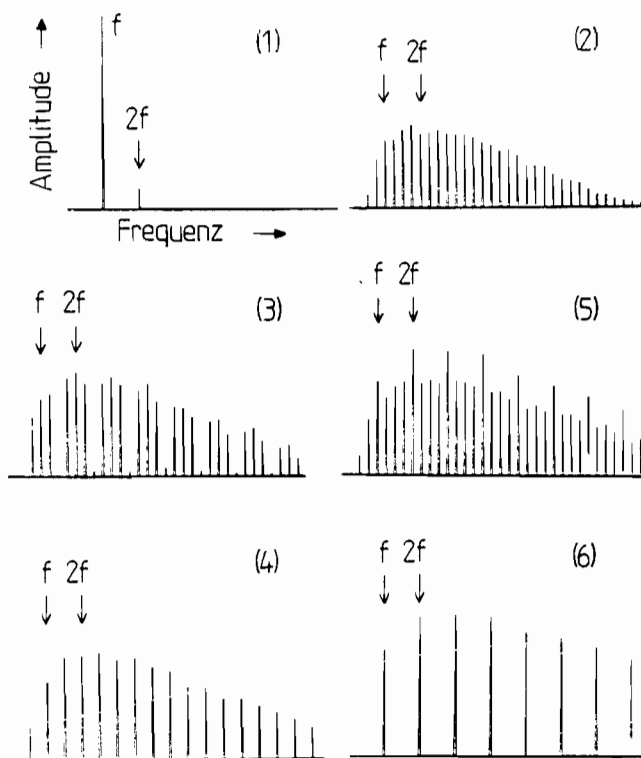 Amplitude →
f
2f
(1)
Frequenz →
f 2f
(2)
f 2f
(3)
f 2f
(5)
f 2f
(4)
f 2f
(6)